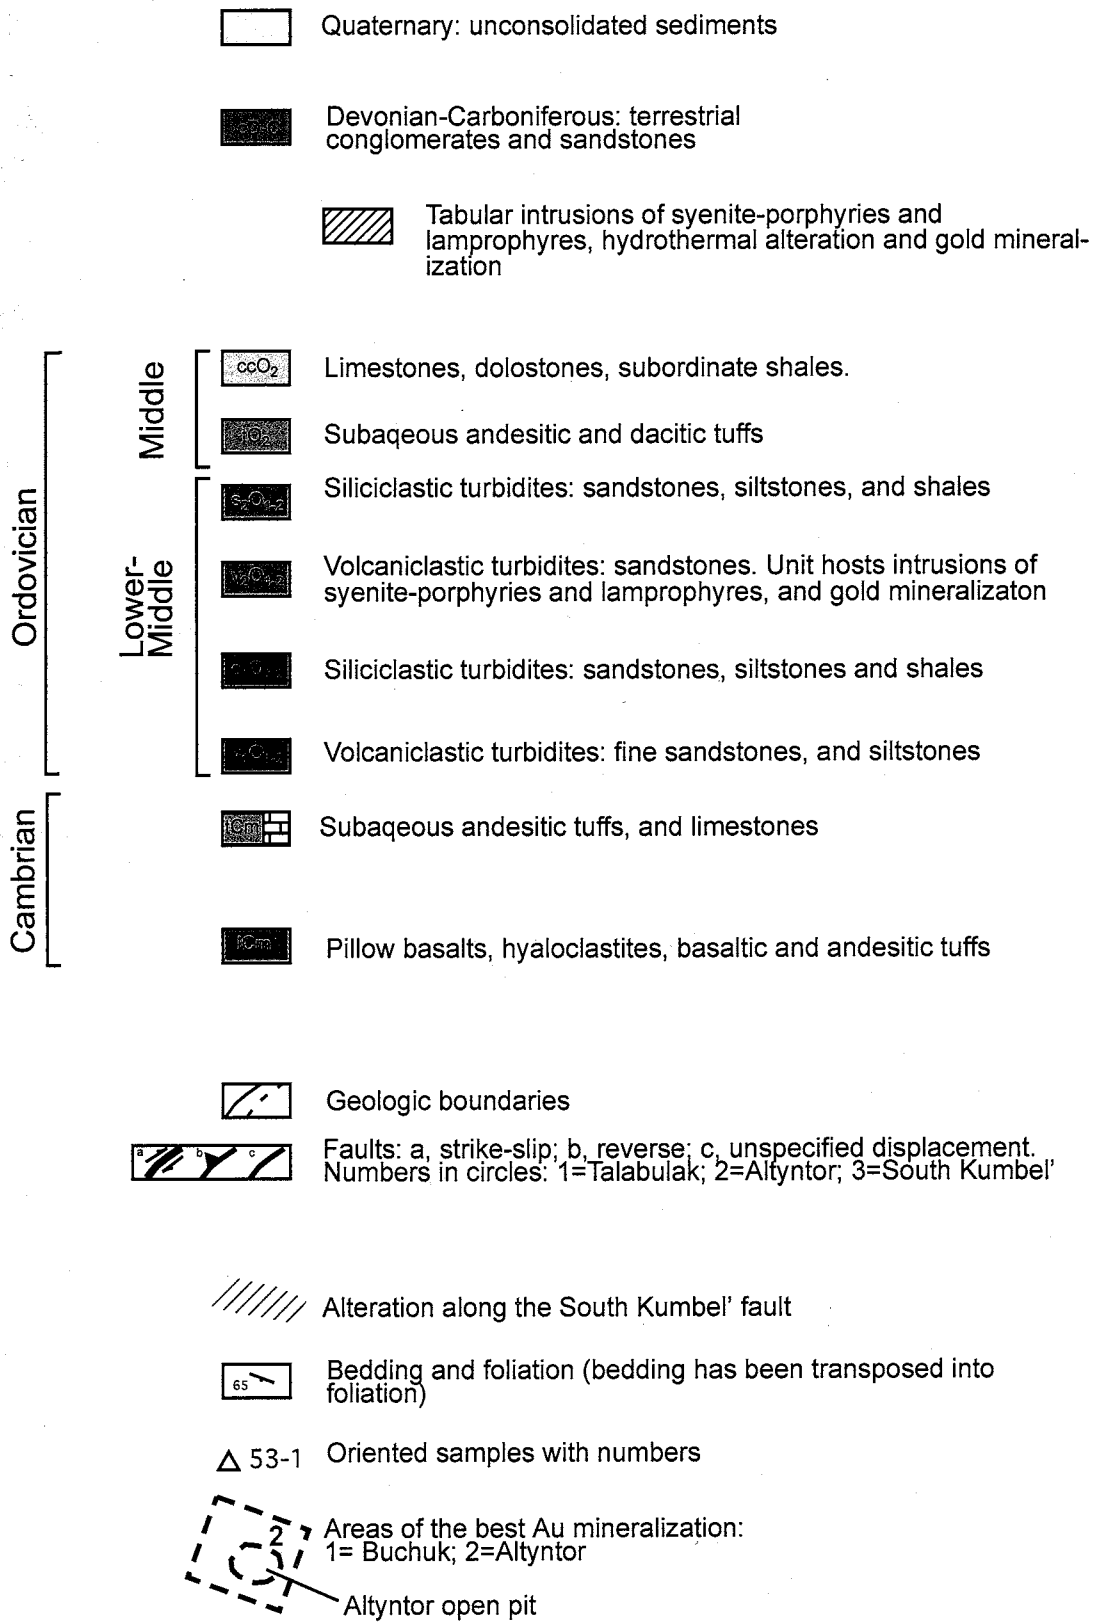 Quaternary: unconsolidated sediments
Devonian-Carboniferous: terrestrial
conglomerates and sandstones
Tabular intrusions of syenite-porphyries and
lamprophyres, hydrothermal alteration and gold mineral-
ization
Ordovician
Middle
ccO₂
Limestones, dolostones, subordinate shales.
tO₂
Subaqeous andesitic and dacitic tuffs
Lower-
Middle
s₂O₁₋₂
Siliciclastic turbidites: sandstones, siltstones, and shales
Volcaniclastic turbidites: sandstones. Unit hosts intrusions of
syenite-porphyries and lamprophyres, and gold mineralizaton
Siliciclastic turbidites: sandstones, siltstones and shales
Volcaniclastic turbidites: fine sandstones, and siltstones
Cambrian
tCm
Subaqeous andesitic tuffs, and limestones
Pillow basalts, hyaloclastites, basaltic and andesitic tuffs
Geologic boundaries
a b c
Faults: a, strike-slip; b, reverse; c, unspecified displacement.
Numbers in circles: 1=Talabulak; 2=Altyntor; 3=South Kumbel'
Alteration along the South Kumbel' fault
65
Bedding and foliation (bedding has been transposed into
foliation)
53-1
Oriented samples with numbers
2
Areas of the best Au mineralization:
1= Buchuk; 2=Altyntor
Altyntor open pit